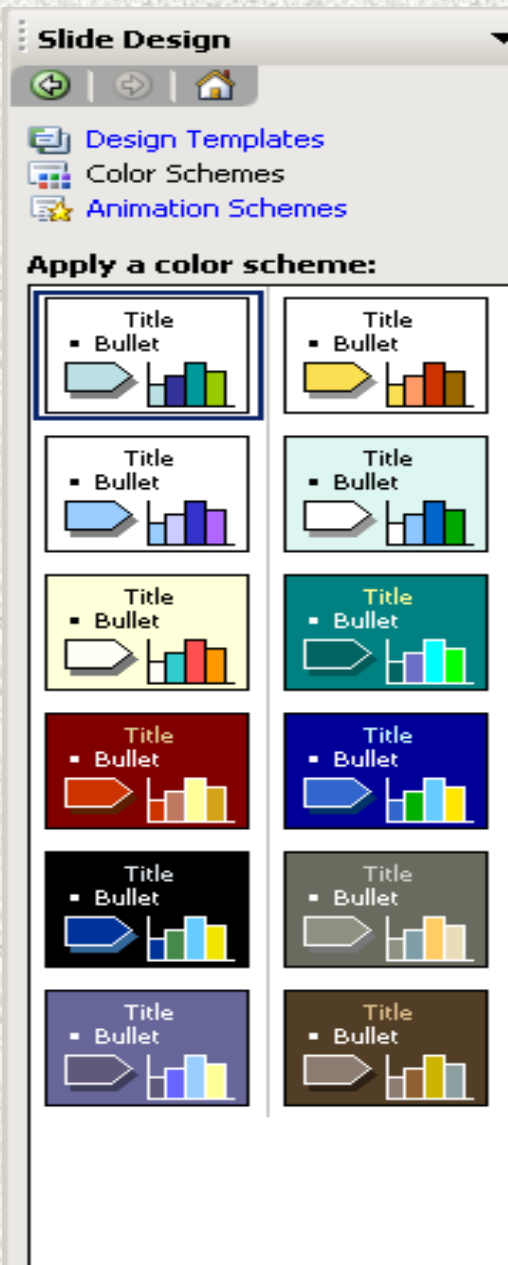 Slide Design
Design Templates
Color Schemes
Animation Schemes
Apply a color scheme:
Title
▪ Bullet
Title
▪ Bullet
Title
▪ Bullet
Title
▪ Bullet
Title
▪ Bullet
Title
▪ Bullet
Title
▪ Bullet
Title
▪ Bullet
Title
▪ Bullet
Title
▪ Bullet
Title
▪ Bullet
Title
▪ Bullet